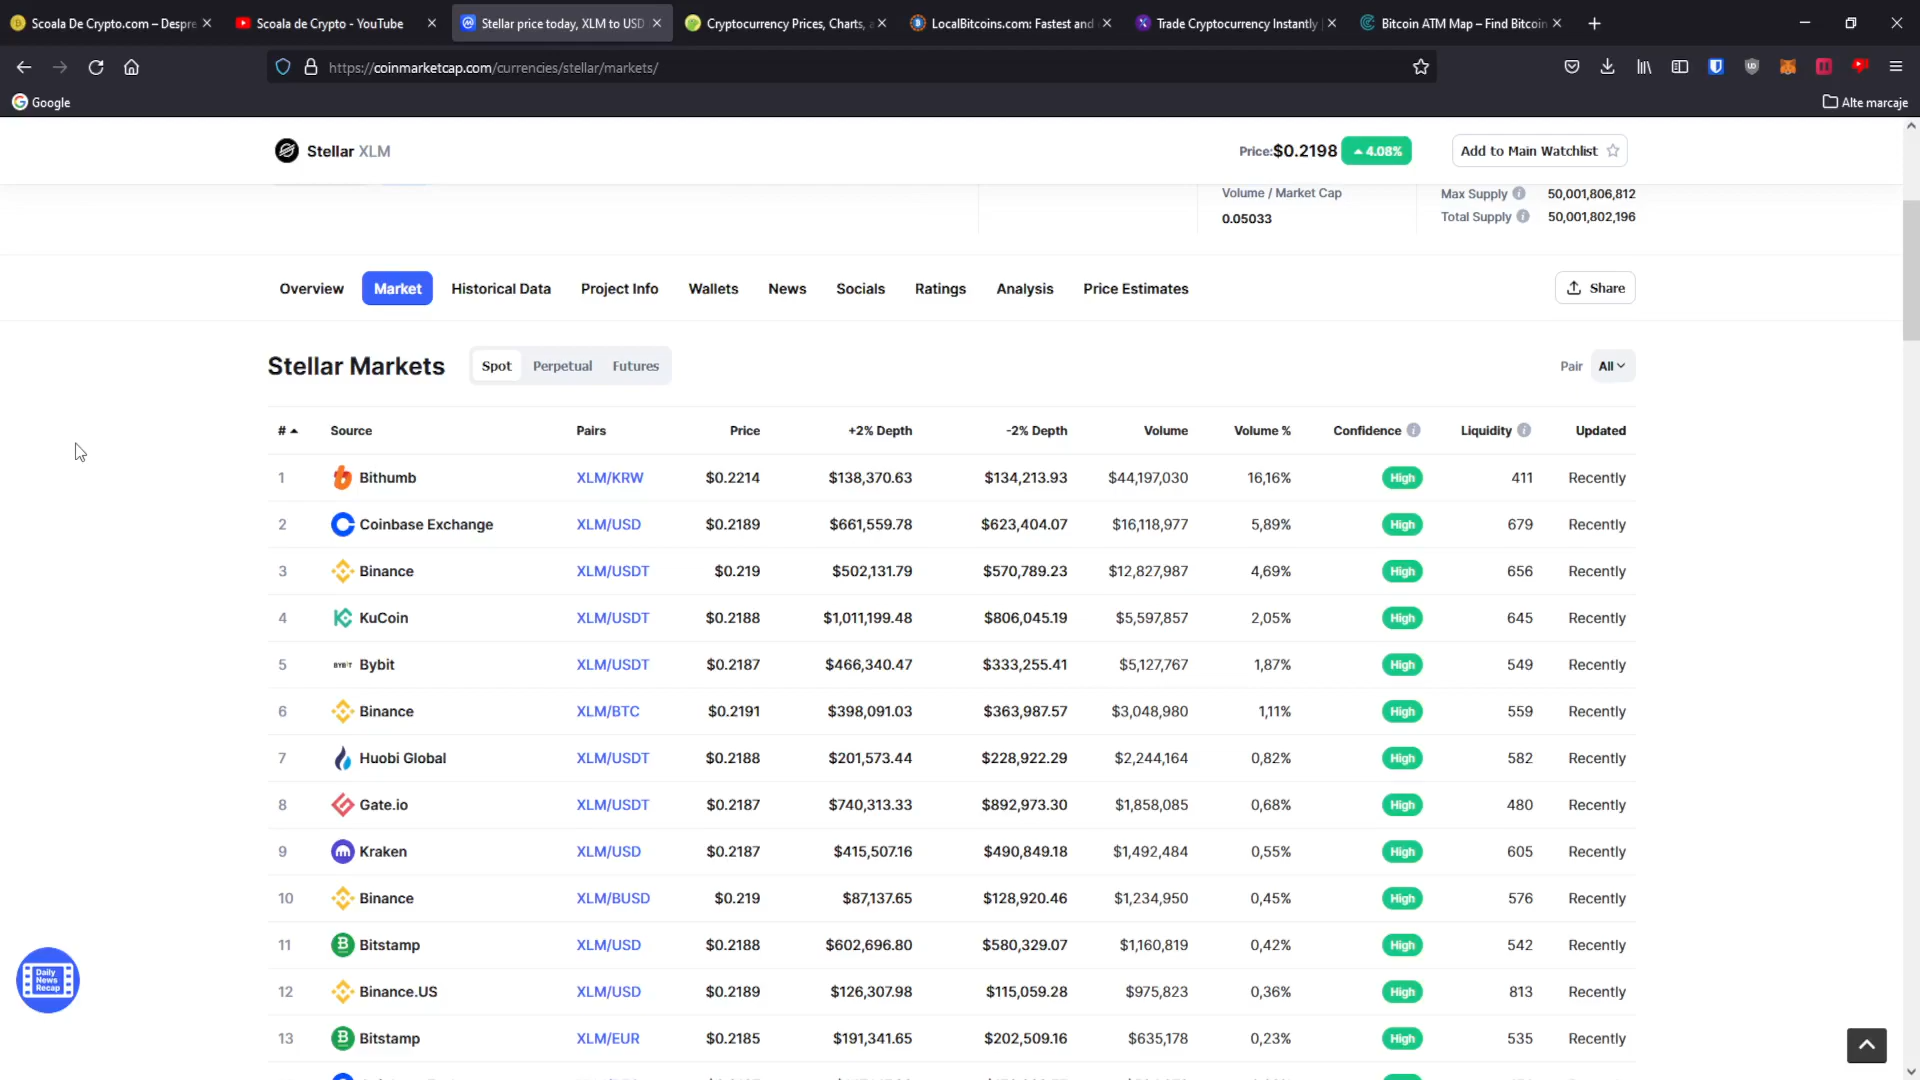 Scoala De Crypto.com – Despre
Scoala de Crypto - YouTube
Stellar price today, XLM to USD
Cryptocurrency Prices, Charts, a
LocalBitcoins.com: Fastest and
Trade Cryptocurrency Instantly
Bitcoin ATM Map – Find Bitcoin
https://coinmarketcap.com/currencies/stellar/markets/
Google
Alte marcaje
Stellar XLM
Price:$0.2198 4.08%
Add to Main Watchlist
Volume / Market Cap
0.05033
Max Supply 50,001,806,812
Total Supply 50,001,802,196
Overview Market Historical Data Project Info Wallets News Socials Ratings Analysis Price Estimates Share
Stellar Markets Spot Perpetual Futures Pair All
# Source Pairs Price +2% Depth -2% Depth Volume Volume % Confidence Liquidity Updated
1 Bithumb XLM/KRW $0.2214 $138,370.63 $134,213.93 $44,197,030 16,16% High 411 Recently
2 Coinbase Exchange XLM/USD $0.2189 $661,559.78 $623,404.07 $16,118,977 5,89% High 679 Recently
3 Binance XLM/USDT $0.219 $502,131.79 $570,789.23 $12,827,987 4,69% High 656 Recently
4 KuCoin XLM/USDT $0.2188 $1,011,199.48 $806,045.19 $5,597,857 2,05% High 645 Recently
5 BYBIT Bybit XLM/USDT $0.2187 $466,340.47 $333,255.41 $5,127,767 1,87% High 549 Recently
6 Binance XLM/BTC $0.2191 $398,091.03 $363,987.57 $3,048,980 1,11% High 559 Recently
7 Huobi Global XLM/USDT $0.2188 $201,573.44 $228,922.29 $2,244,164 0,82% High 582 Recently
8 Gate.io XLM/USDT $0.2187 $740,313.33 $892,973.30 $1,858,085 0,68% High 480 Recently
9 Kraken XLM/USD $0.2187 $415,507.16 $490,849.18 $1,492,484 0,55% High 605 Recently
10 Binance XLM/BUSD $0.219 $87,137.65 $128,920.46 $1,234,950 0,45% High 576 Recently
11 Bitstamp XLM/USD $0.2188 $602,696.80 $580,329.07 $1,160,819 0,42% High 542 Recently
12 Binance.US XLM/USD $0.2189 $126,307.98 $115,059.28 $975,823 0,36% High 813 Recently
13 Bitstamp XLM/EUR $0.2185 $191,341.65 $202,509.16 $635,178 0,23% High 535 Recently
Daily
News
Recap